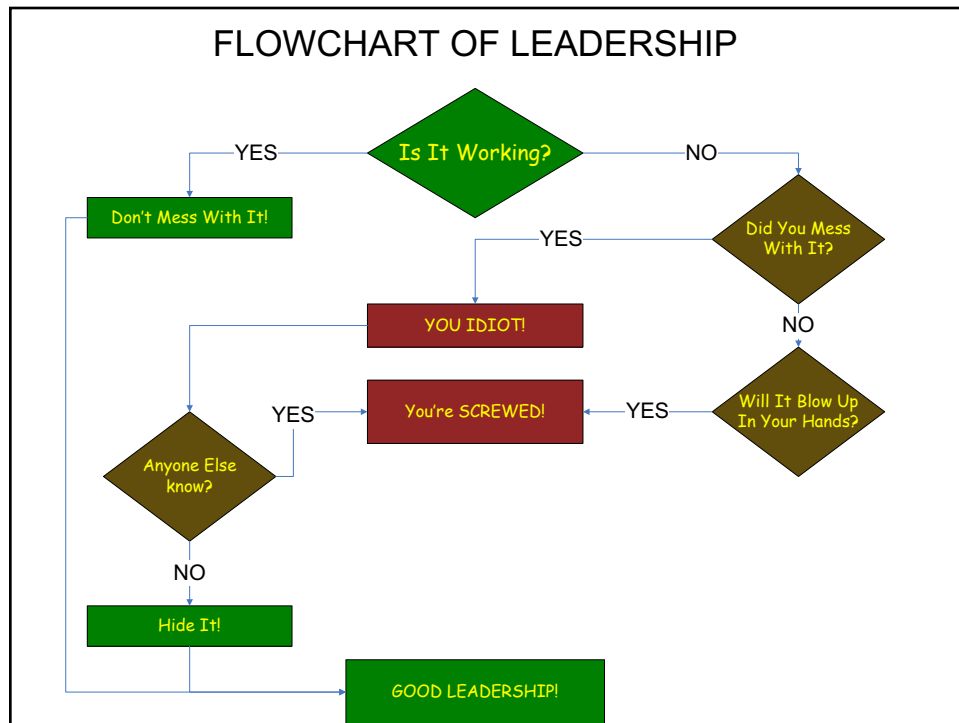 FLOWCHART OF LEADERSHIP
Is It Working?
YES
NO
Don't Mess With It!
Did You Mess
With It?
YES
YOU IDIOT!
NO
You're SCREWED!
YES
Will It Blow Up
In Your Hands?
YES
Anyone Else
know?
NO
Hide It!
GOOD LEADERSHIP!